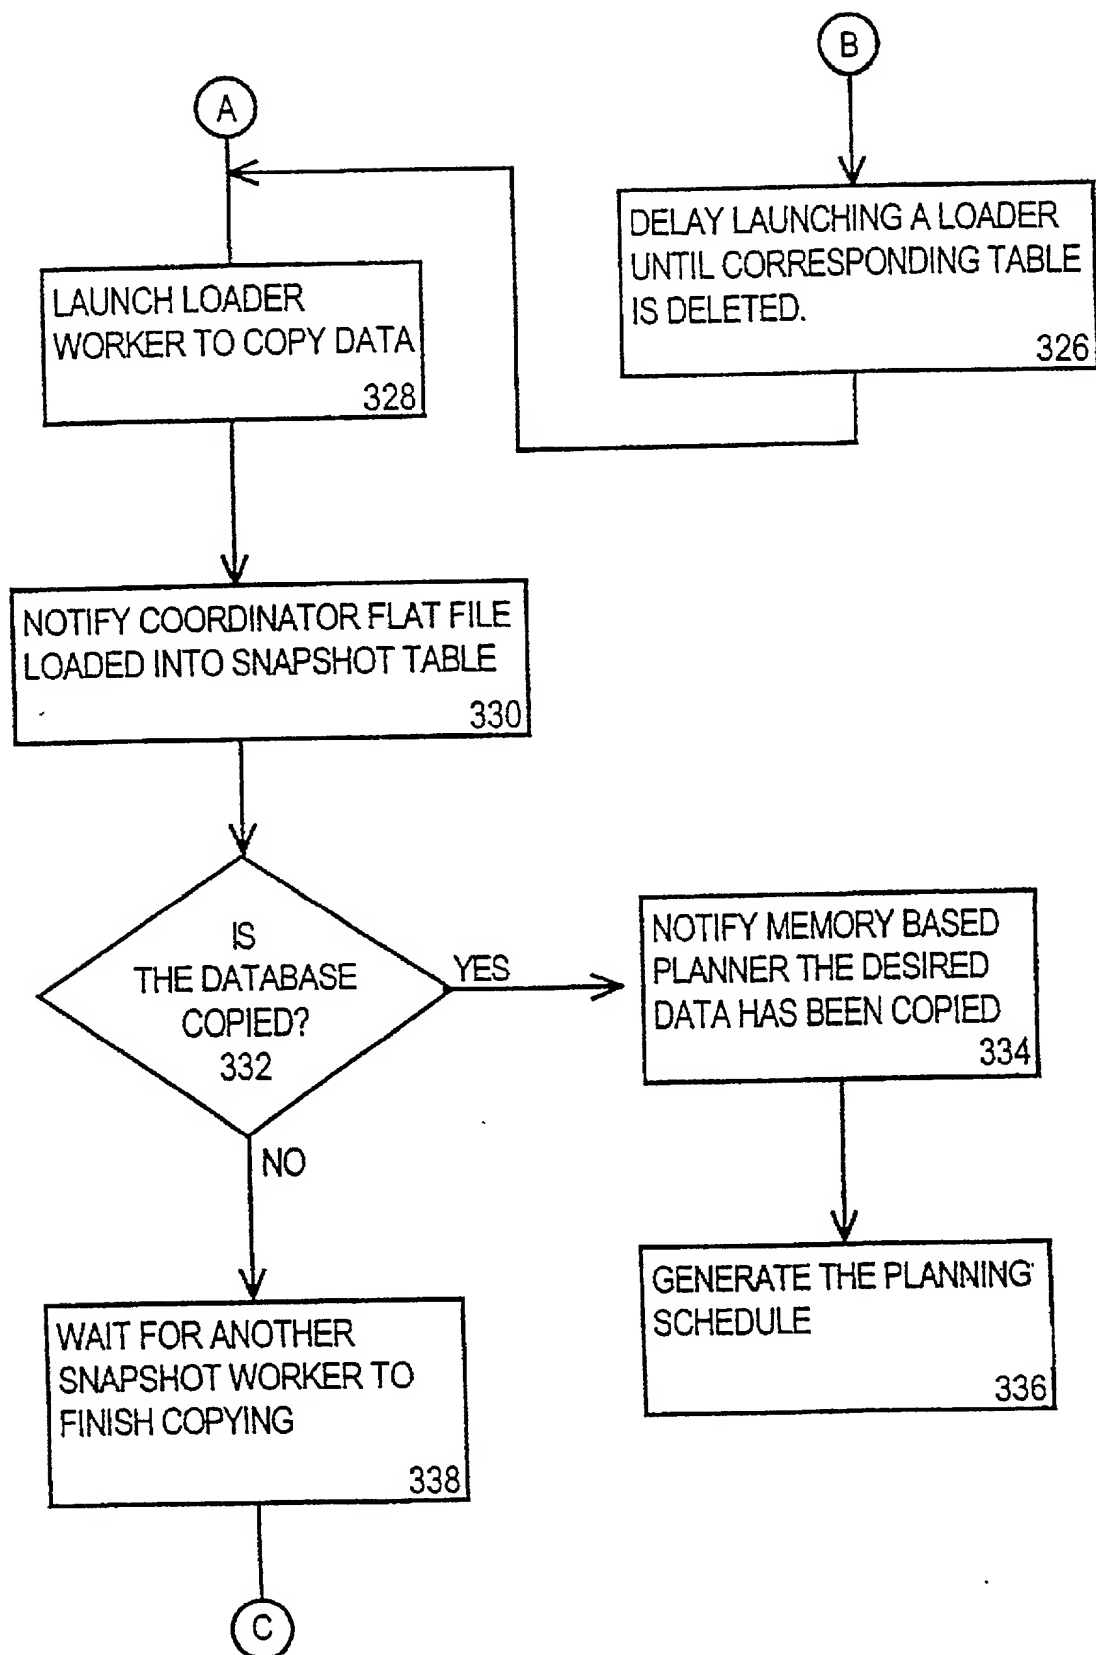 B
A
DELAY LAUNCHING A LOADER
UNTIL CORRESPONDING TABLE
IS DELETED.
326
LAUNCH LOADER
WORKER TO COPY DATA
328
NOTIFY COORDINATOR FLAT FILE
LOADED INTO SNAPSHOT TABLE
330
IS
THE DATABASE
COPIED?
332
YES
NOTIFY MEMORY BASED
PLANNER THE DESIRED
DATA HAS BEEN COPIED
334
NO
GENERATE THE PLANNING
SCHEDULE
336
WAIT FOR ANOTHER
SNAPSHOT WORKER TO
FINISH COPYING
338
C